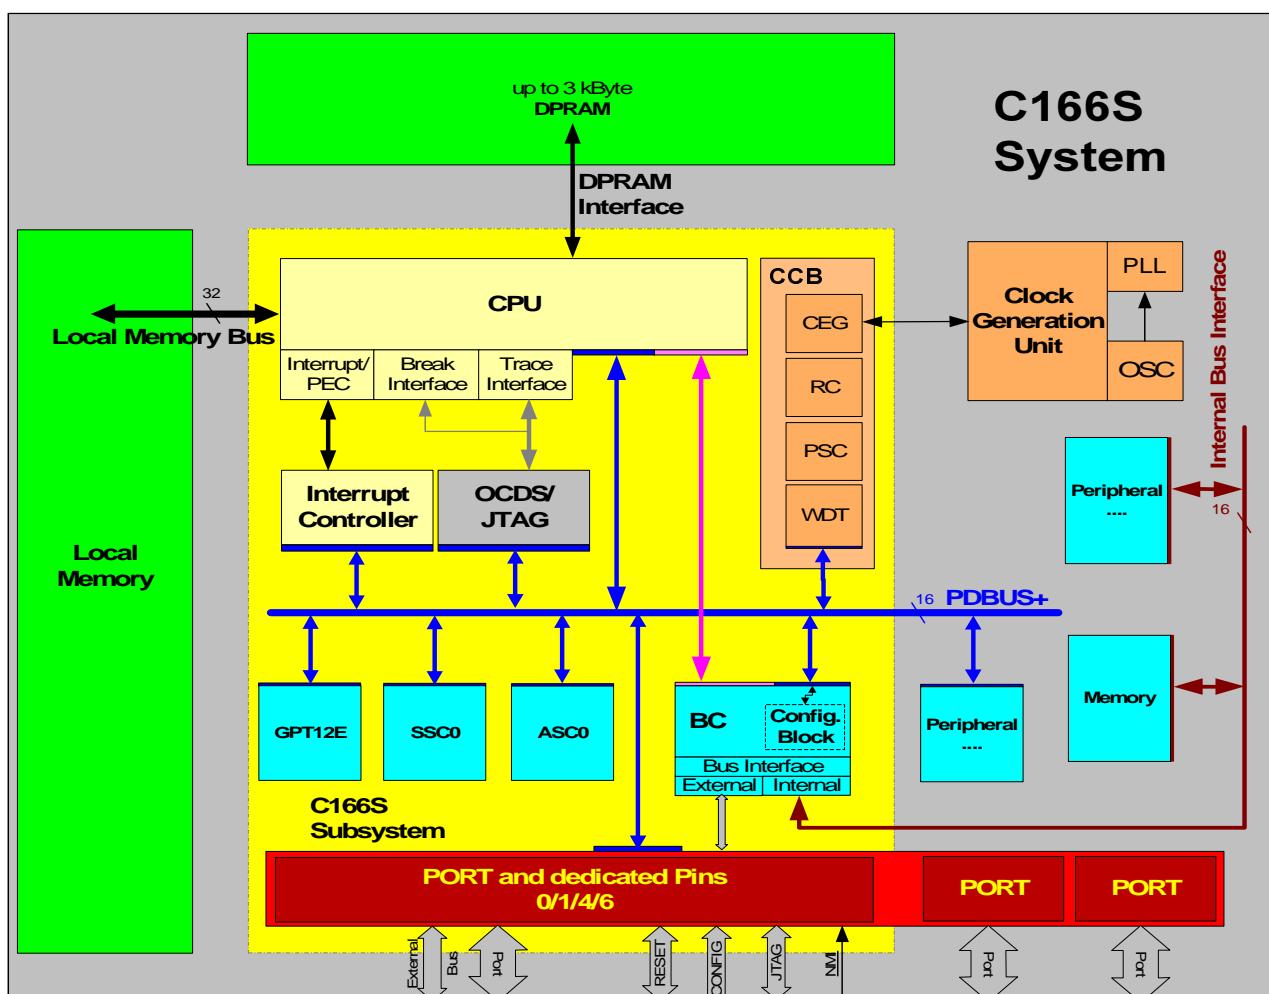 up to 3 kByte
DPRAM
C166S
System
DPRAM
Interface
CCB
32
Local Memory Bus
CPU
Interrupt/
PEC
Break
Interface
Trace
Interface
CEG
RC
PSC
WDT
Clock
Generation
Unit
PLL
OSC
Internal Bus Interface
Interrupt
Controller
OCDS/
JTAG
Peripheral
....
16
Local
Memory
16
PDBUS+
GPT12E
SSC0
ASC0
BC
Config.
Block
Bus Interface
External
Internal
Peripheral
....
Memory
C166S
Subsystem
PORT and dedicated Pins
0/1/4/6
PORT
PORT
External
Bus
Port
RESET
CONFIG
JTAG
NMI
Port
Port